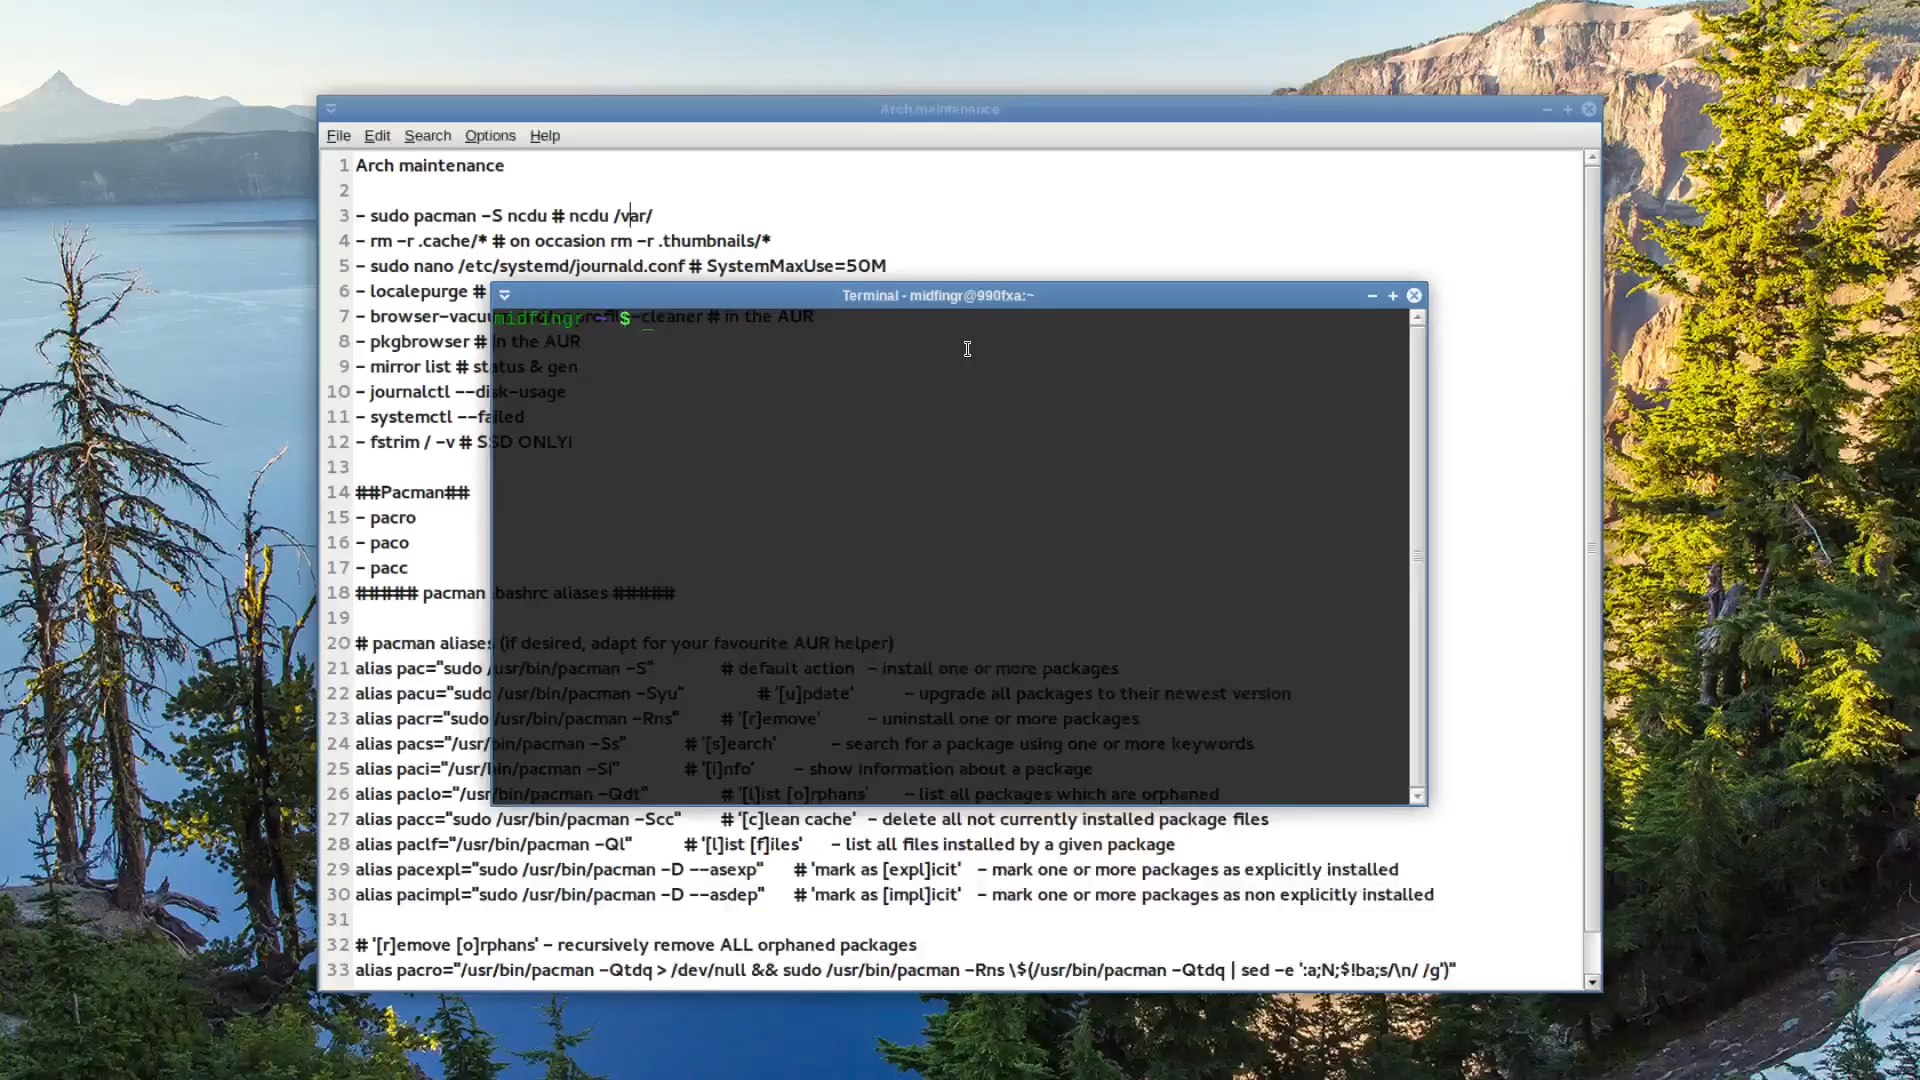 Arch maintenance
File Edit Search Options Help
1 Arch maintenance
2
3 - sudo pacman -S ncdu # ncdu /var/
4 - rm -r .cache/* # on occasion rm -r .thumbnails/*
5 - sudo nano /etc/systemd/journald.conf # SystemMaxUse=50M
6 - localepurge #
Terminal - midfingr@990fxa:~
midfingr ~ $
7 - browser-vacuu -cleaner # in the AUR
8 - pkgbrowser # in the AUR
9 - mirror list # status & gen
10 - journalctl --disk-usage
11 - systemctl --failed
12 - fstrim / -v # SSD ONLY!
13
14 ##Pacman##
15 - pacro
16 - paco
17 - pacc
18 ##### pacman .bashrc aliases #####
19
20 # pacman aliases (if desired, adapt for your favourite AUR helper)
21 alias pac="sudo /usr/bin/pacman -S" # default action - install one or more packages
22 alias pacu="sudo /usr/bin/pacman -Syu" # '[u]pdate' - upgrade all packages to their newest version
23 alias pacr="sudo /usr/bin/pacman -Rns" # '[r]emove' - uninstall one or more packages
24 alias pacs="/usr/bin/pacman -Ss" # '[s]earch' - search for a package using one or more keywords
25 alias paci="/usr/bin/pacman -Si" # '[i]nfo' - show information about a package
26 alias paclo="/usr/bin/pacman -Qdt" # '[l]ist [o]rphans' - list all packages which are orphaned
27 alias pacc="sudo /usr/bin/pacman -Scc" # '[c]lean cache' - delete all not currently installed package files
28 alias paclf="/usr/bin/pacman -Ql" # '[l]ist [f]iles' - list all files installed by a given package
29 alias pacexpl="sudo /usr/bin/pacman -D --asexp" # 'mark as [expl]icit' - mark one or more packages as explicitly installed
30 alias pacimpl="sudo /usr/bin/pacman -D --asdep" # 'mark as [impl]icit' - mark one or more packages as non explicitly installed
31
32 # '[r]emove [o]rphans' - recursively remove ALL orphaned packages
33 alias pacro="/usr/bin/pacman -Qtdq > /dev/null && sudo /usr/bin/pacman -Rns \$(/usr/bin/pacman -Qtdq | sed -e ':a;N;$!ba;s/\n/ /g')"